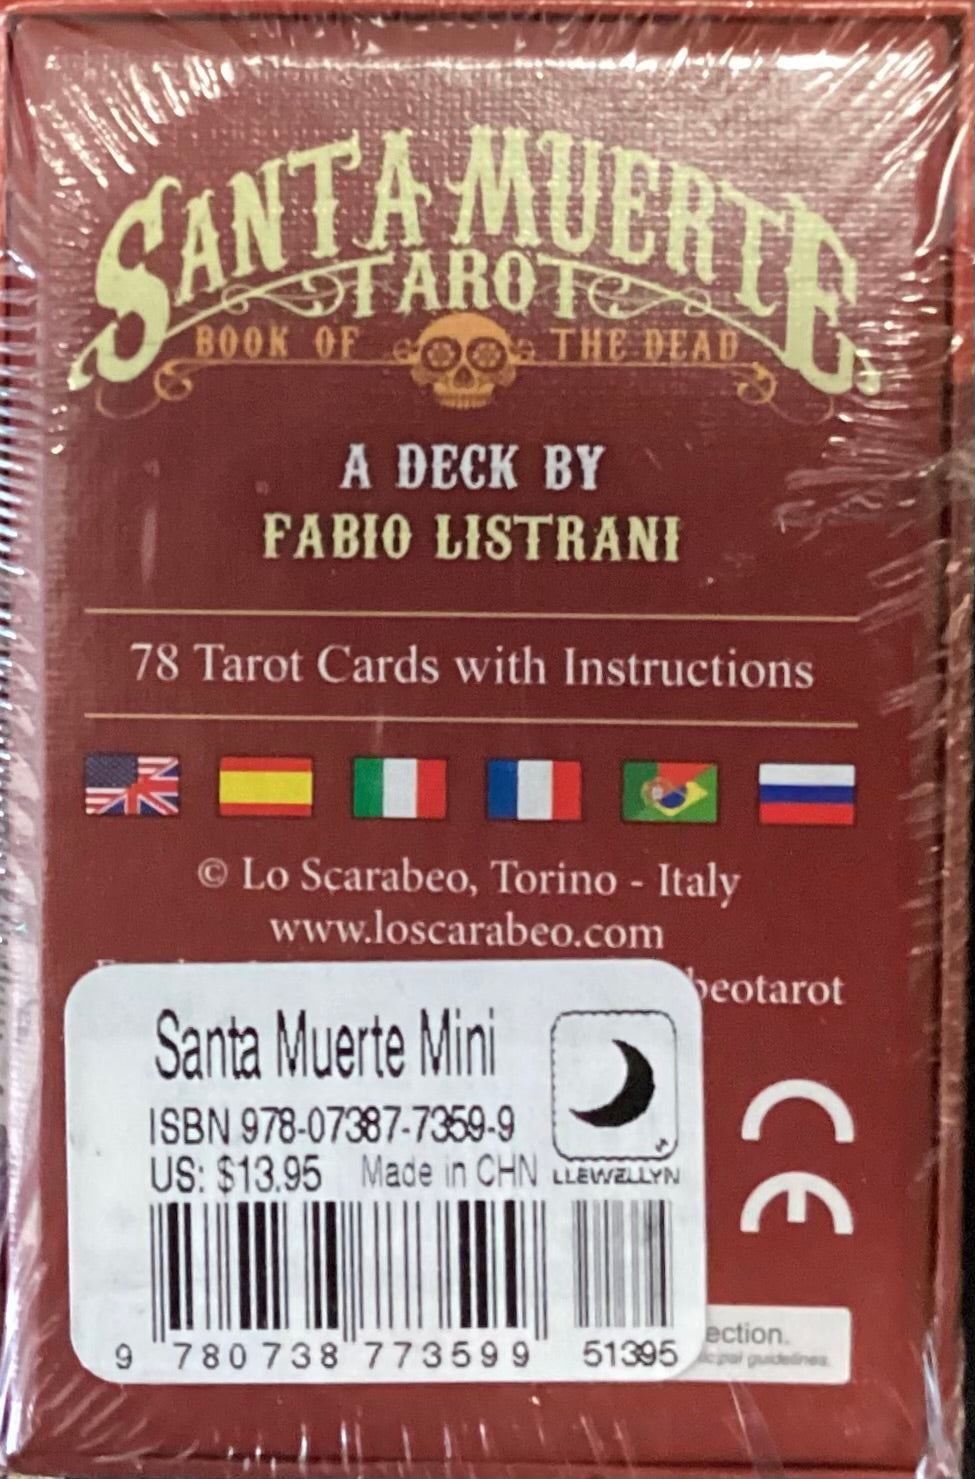 SANTA MUERTE
TAROT
BOOK OF THE DEAD
A DECK BY
FABIO LISTRANI
78 Tarot Cards with Instructions
© Lo Scarabeo, Torino - Italy
www.loscarabeo.com
beotarot
Santa Muerte Mini
ISBN 978-07387-7359-9
US: $13.95 Made in CHN
LLEWELLYN
9 780738 773599 51395
ection.
icipal guidelines.